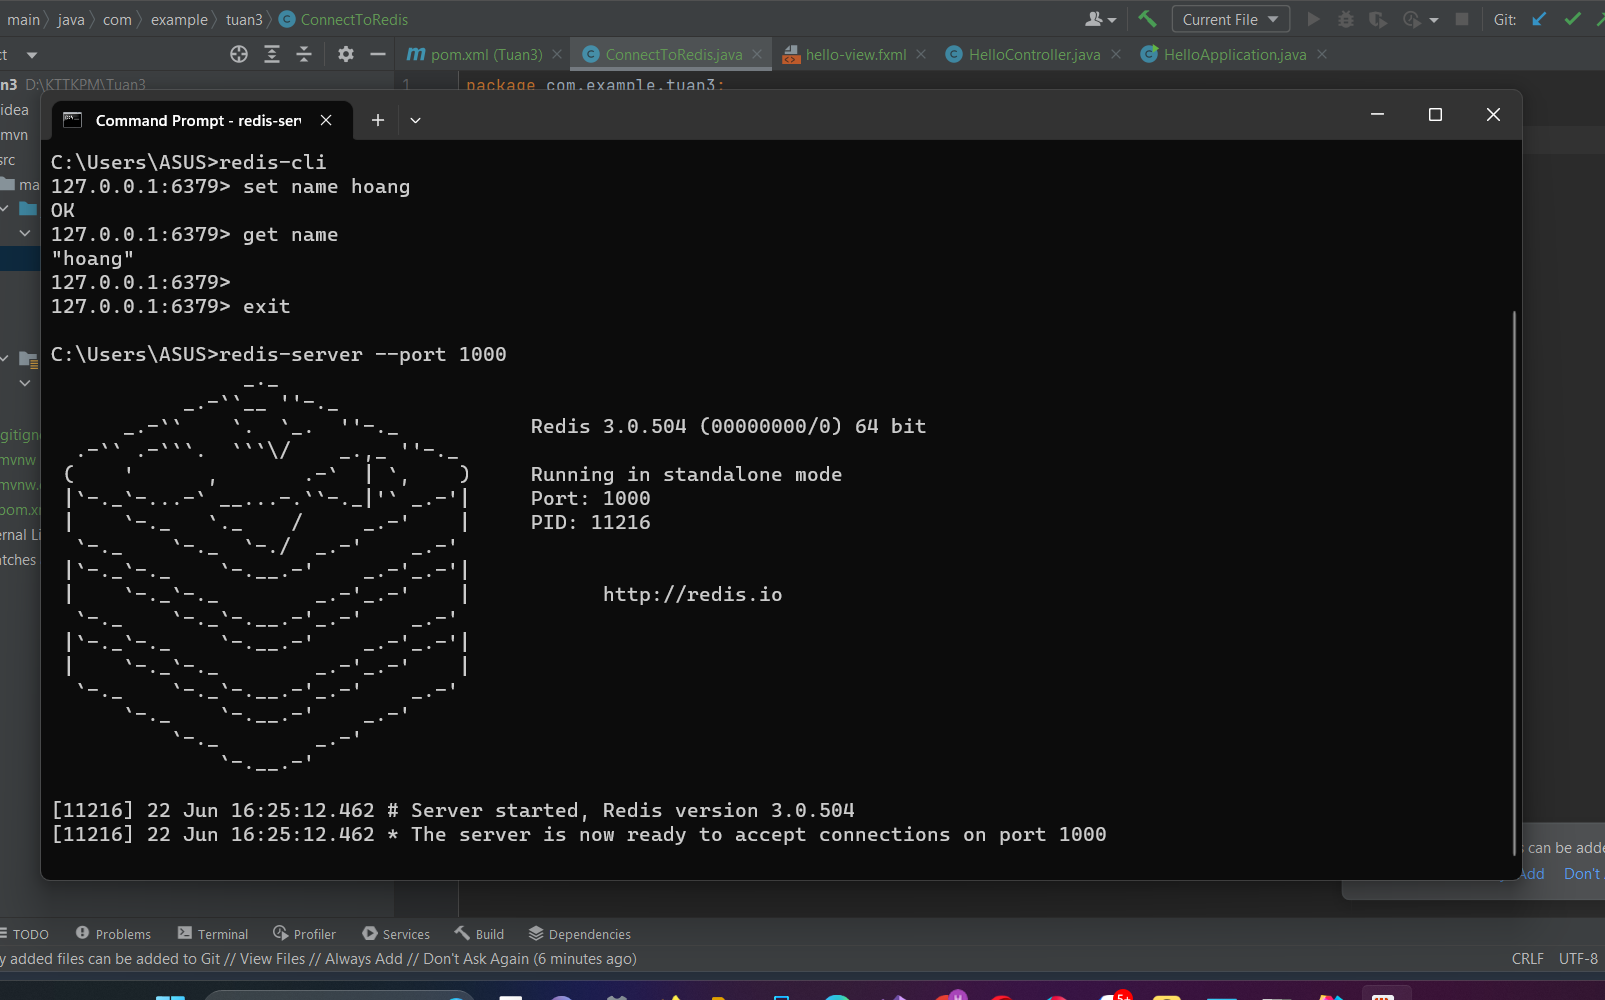 main java com example tuan3 ConnectToRedis Current File Git:
m pom.xml (Tuan3) ConnectToRedis.java hello-view.fxml HelloController.java HelloApplication.java
n3 D:\KTTKPM\Tuan3
1 package com.example.tuan3;
idea
mvn
src
ma
gitign
mvnw
mvnw.
pom.x
ernal Li
atches
Command Prompt - redis-ser
C:\Users\ASUS>redis-cli
127.0.0.1:6379> set name hoang
OK
127.0.0.1:6379> get name
"hoang"
127.0.0.1:6379>
127.0.0.1:6379> exit
C:\Users\ASUS>redis-server --port 1000
Redis 3.0.504 (00000000/0) 64 bit
Running in standalone mode
Port: 1000
PID: 11216
http://redis.io
[11216] 22 Jun 16:25:12.462 # Server started, Redis version 3.0.504
[11216] 22 Jun 16:25:12.462 * The server is now ready to accept connections on port 1000
can be adde
Add Don't
TODO Problems Terminal Profiler Services Build Dependencies
y added files can be added to Git // View Files // Always Add // Don't Ask Again (6 minutes ago) CRLF UTF-8
5+